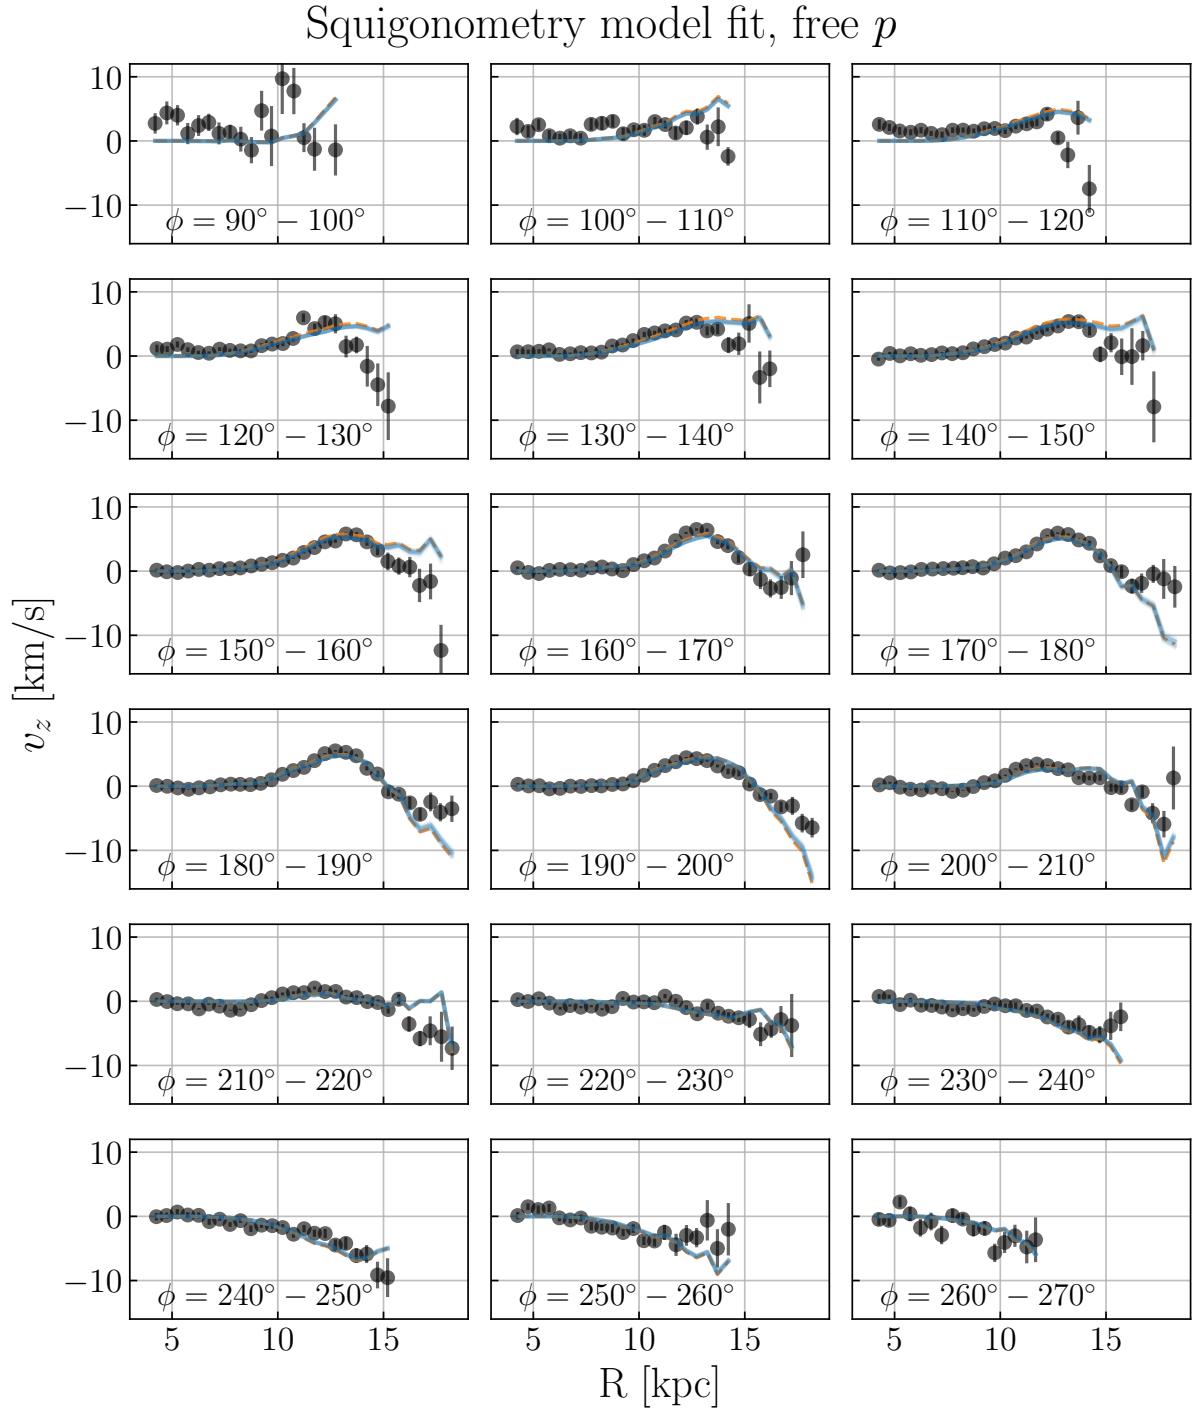 Squigonometry model fit, free p
10
0
−10
ϕ = 90° − 100°
ϕ = 100° − 110°
ϕ = 110° − 120°
10
0
−10
ϕ = 120° − 130°
ϕ = 130° − 140°
ϕ = 140° − 150°
10
0
−10
ϕ = 150° − 160°
ϕ = 160° − 170°
ϕ = 170° − 180°
v_z [km/s]
10
0
−10
ϕ = 180° − 190°
ϕ = 190° − 200°
ϕ = 200° − 210°
10
0
−10
ϕ = 210° − 220°
ϕ = 220° − 230°
ϕ = 230° − 240°
10
0
−10
ϕ = 240° − 250°
ϕ = 250° − 260°
ϕ = 260° − 270°
5 10 15 5 10 15 5 10 15
R [kpc]